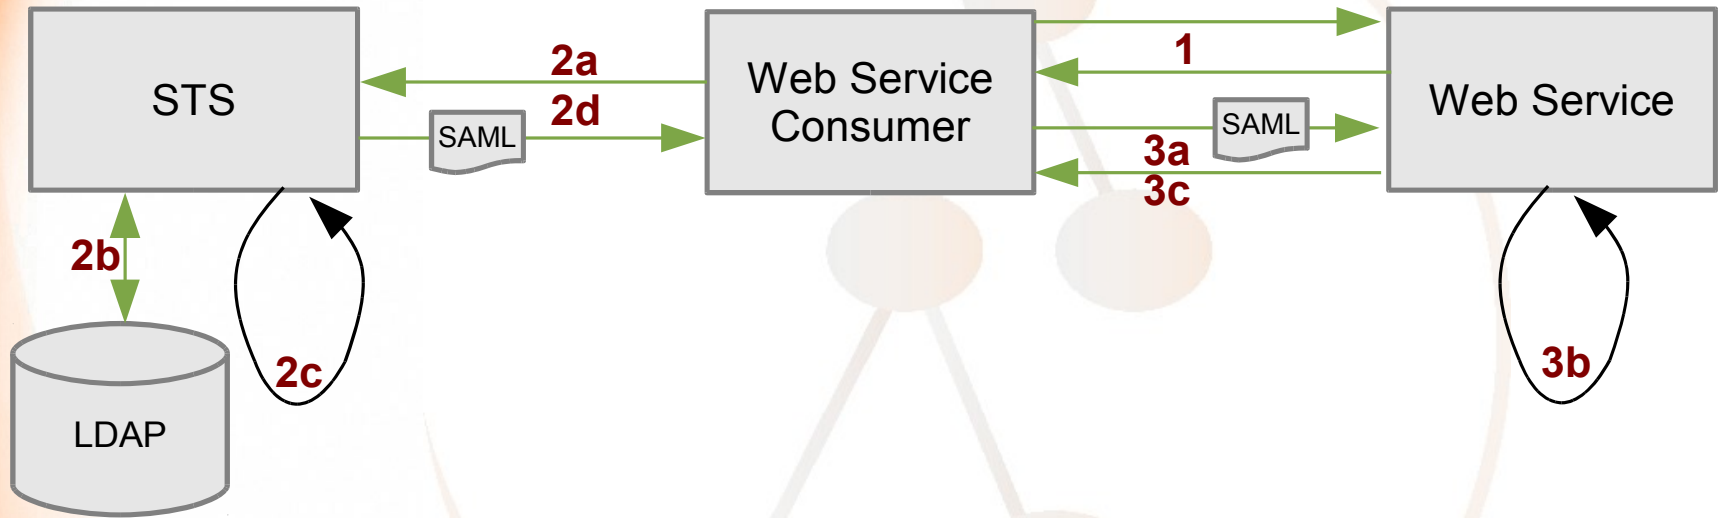 STS
2a
2d
SAML
Web Service
Consumer
1
SAML
3a
3c
Web Service
2b
2c
3b
LDAP